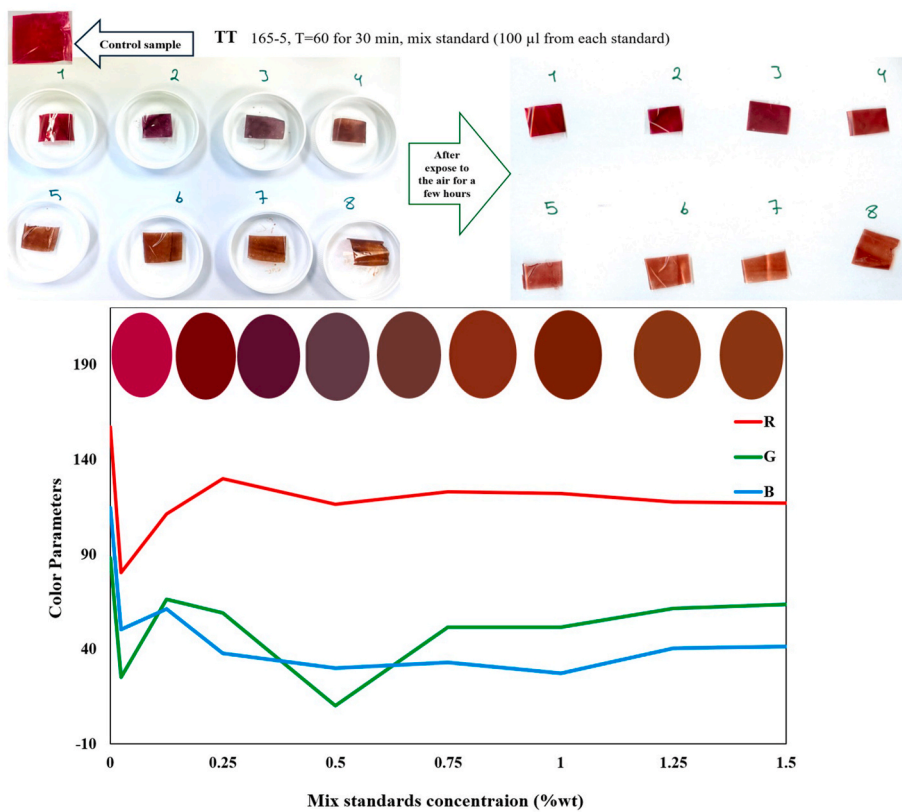 Control sample
TT 165-5, T=60 for 30 min, mix standard (100 µl from each standard)
1 2 3 4
5 6 7 8
After
expose to
the air for a
few hours
1 2 3 4
5 6 7 8
190
140
90
40
-10
Color Parameters
R
G
B
0 0.25 0.5 0.75 1 1.25 1.5
Mix standards concentraion (%wt)